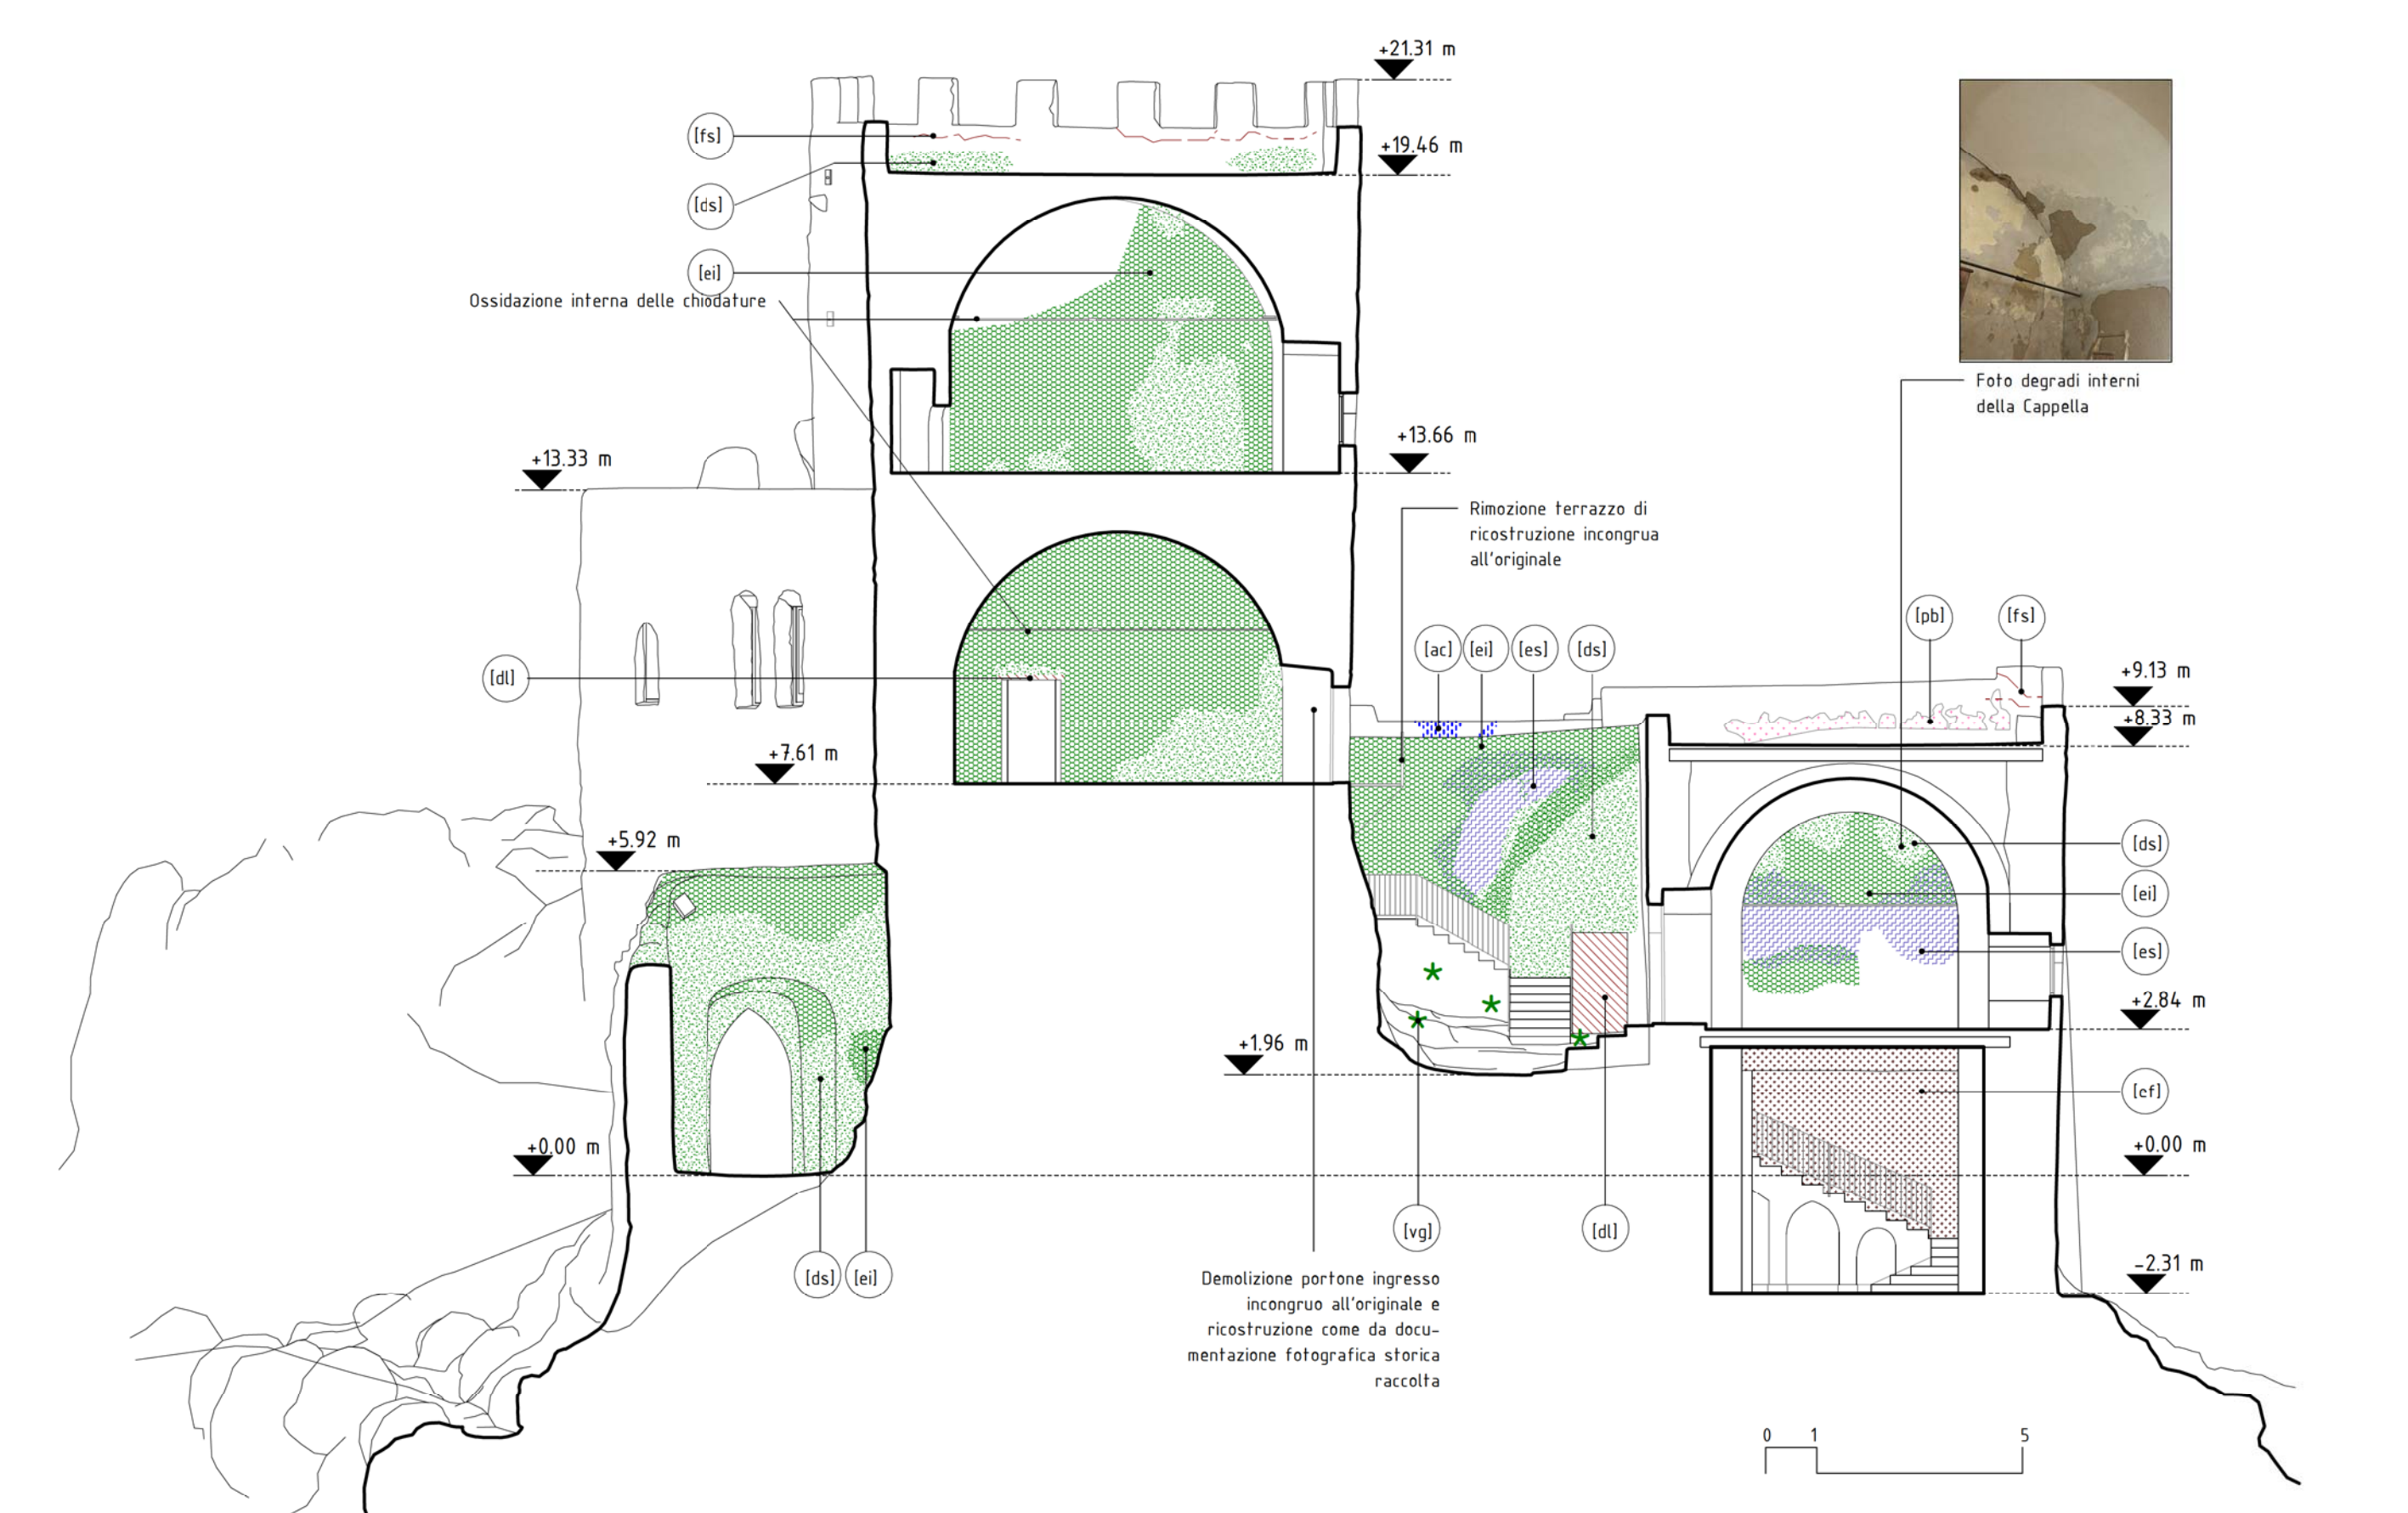 +21.31 m
[fs]
+19.46 m
[ds]
[ei]
Ossidazione interna delle chiodature
Foto degradi interni
della Cappella
+13.66 m
+13.33 m
Rimozione terrazzo di
ricostruzione incongrua
all'originale
[pb]
[fs]
[ac]
[ei]
[es]
[ds]
[dl]
+9.13 m
+8.33 m
+7.61 m
+5.92 m
[ds]
[ei]
[es]
+2.84 m
+1.96 m
[cf]
+0.00 m
+0.00 m
[vg]
[dl]
[ds]
[ei]
-2.31 m
Demolizione portone ingresso
incongruo all'originale e
ricostruzione come da docu-
mentazione fotografica storica
raccolta
0 1 5